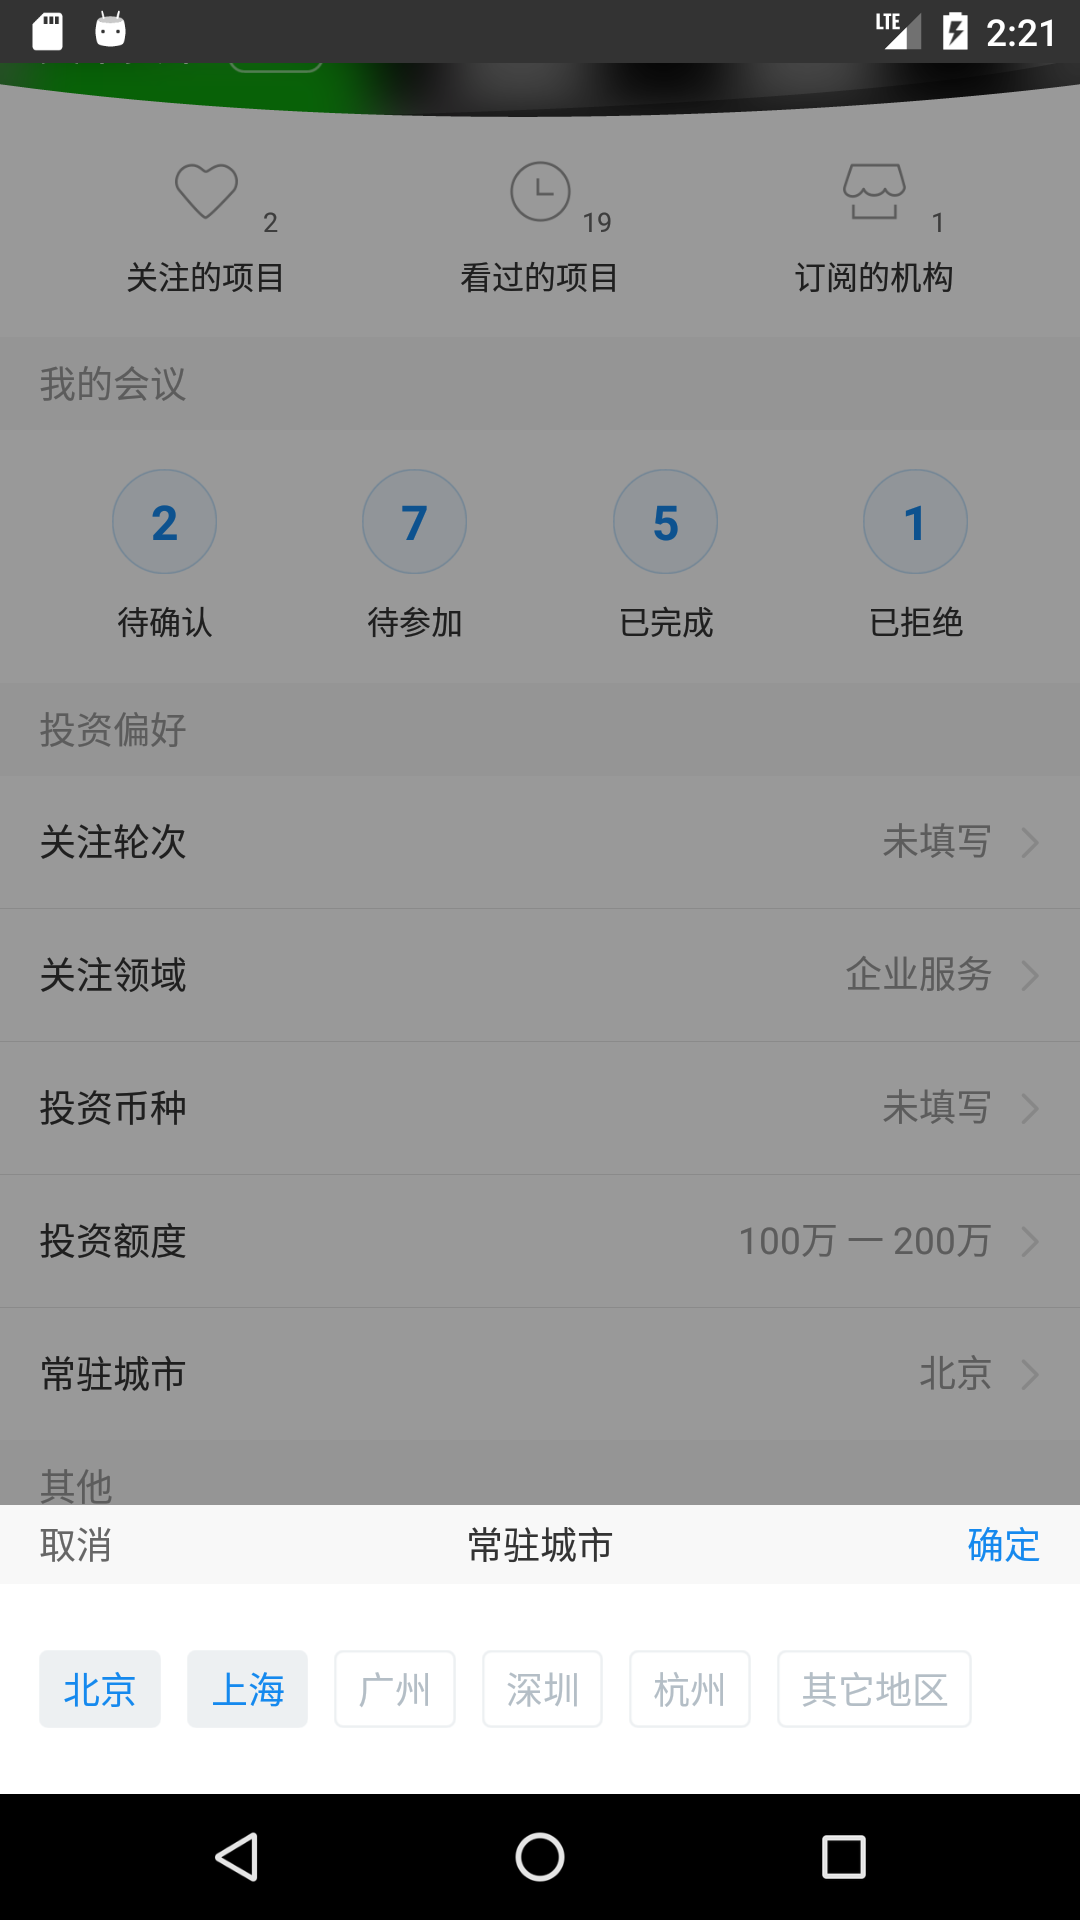 LTE 2:21
2 19 1
关注的项目 看过的项目 订阅的机构
我的会议
2 7 5 1
待确认 待参加 已完成 已拒绝
投资偏好
关注轮次 未填写
关注领域 企业服务
投资币种 未填写
投资额度 100万 一 200万
常驻城市 北京
其他
取消 常驻城市 确定
北京 上海 广州 深圳 杭州 其它地区